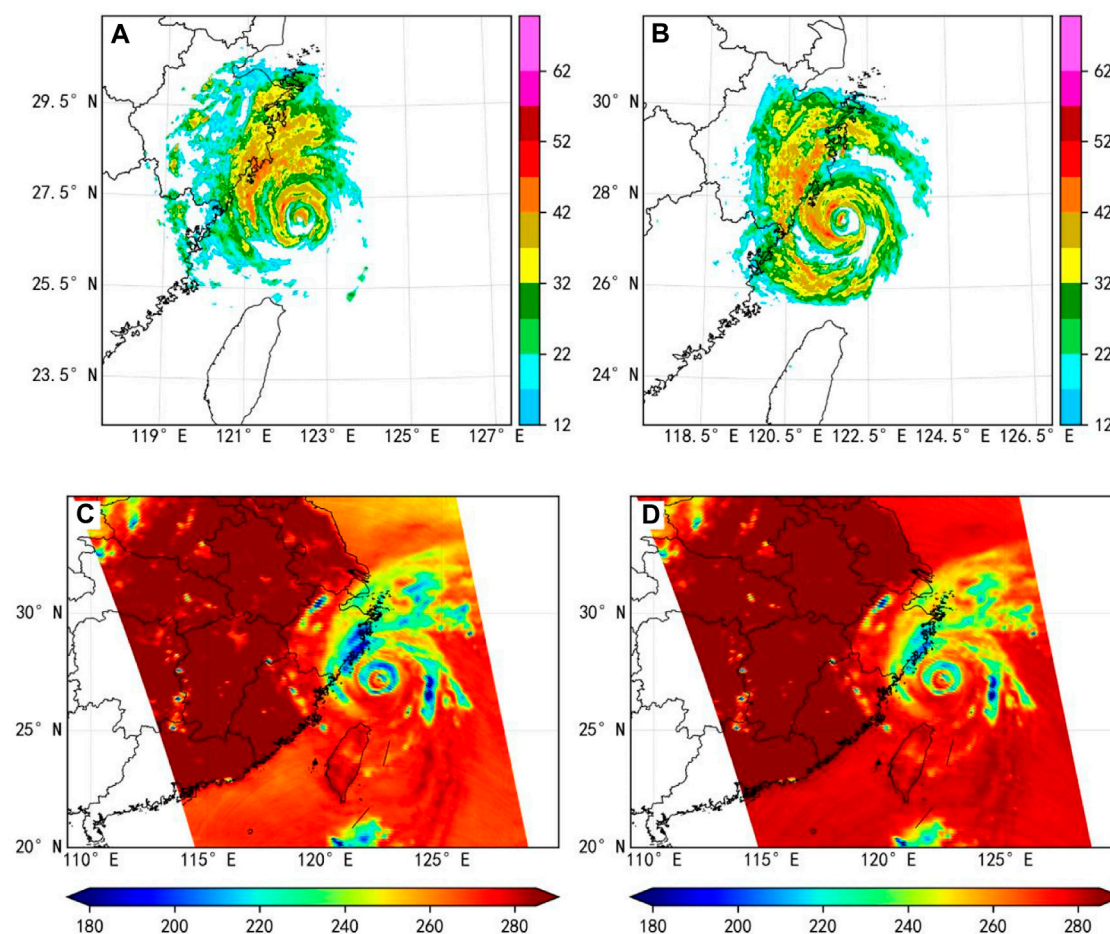 A
29.5° N
27.5° N
25.5° N
23.5° N
119° E 121° E 123° E 125° E 127° E
62
52
42
32
22
12
B
30° N
28° N
26° N
24° N
118.5° E 120.5° E 122.5° E 124.5° E 126.5° E
62
52
42
32
22
12
C
30° N
25° N
20° N
110° E 115° E 120° E 125° E
180 200 220 240 260 280
D
30° N
25° N
20° N
110° E 115° E 120° E 125° E
180 200 220 240 260 280